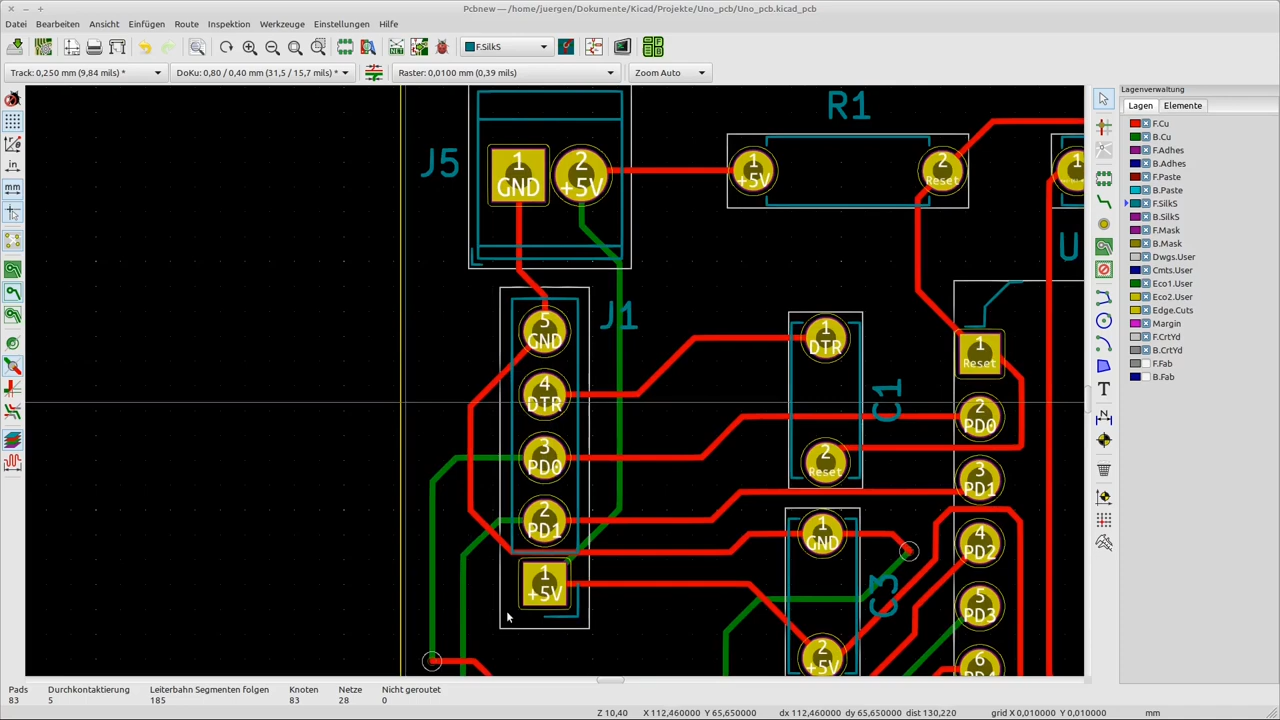 Pcbnew — /home/juergen/Dokumente/Kicad/Projekte/Uno_pcb/Uno_pcb.kicad_pcb
Datei Bearbeiten Ansicht Einfügen Route Inspektion Werkzeuge Einstellungen Hilfe
F.SilkS
Track: 0,250 mm (9,84 mils) * DoKu: 0,80 / 0,40 mm (31,5 / 15,7 mils) * Raster: 0,0100 mm (0,39 mils) Zoom Auto
Lagenverwaltung
Lagen Elemente
F.Cu
B.Cu
F.Adhes
B.Adhes
F.Paste
B.Paste
F.SilkS
B.SilkS
F.Mask
B.Mask
Dwgs.User
Cmts.User
Eco1.User
Eco2.User
Edge.Cuts
Margin
F.CrtYd
B.CrtYd
F.Fab
B.Fab
in
mm
J5
1
GND
2
+5V
R1
1
+5V
2
Reset
1
U
J1
5
GND
4
DTR
3
PD0
2
PD1
1
+5V
C1
1
DTR
2
Reset
C3
1
GND
2
+5V
1
Reset
2
PD0
3
PD1
4
PD2
5
PD3
6
T
N
Pads Durchkontaktierung Leiterbahn Segmenten folgen Knoten Netze Nicht geroutet
83 5 185 83 28 0
Z 10,40 X 112,460000 Y 65,650000 dx 112,460000 dy 65,650000 dist 130,220 grid X 0,010000 Y 0,010000 mm